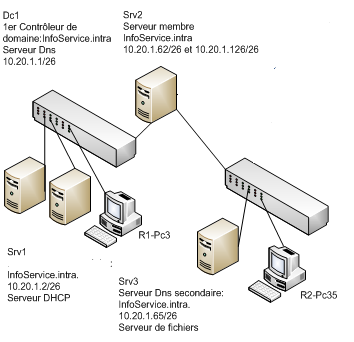 Dc1
1er Contrôleur de
domaine:InfoService.intra
Serveur Dns
10.20.1.1/26
Srv2
Serveur membre
InfoService.intra
10.20.1.62/26 et 10.20.1.126/26
R1-Pc3
Srv1
InfoService.intra.
10.20.1.2/26
Serveur DHCP
Srv3
Serveur Dns secondaire:
InfoService.intra.
10.20.1.65/26
Serveur de fichiers
R2-Pc35